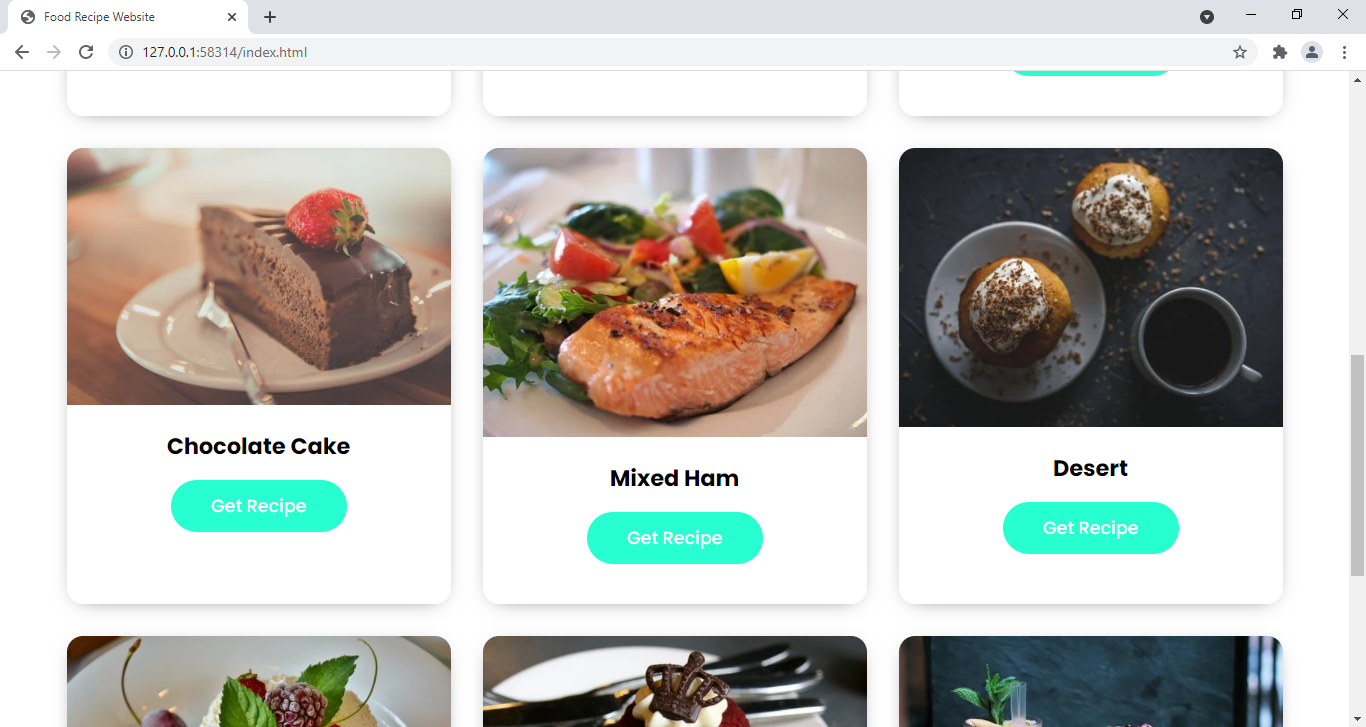 Food Recipe Website
127.0.0.1:58314/index.html
Chocolate Cake
Get Recipe
Mixed Ham
Get Recipe
Desert
Get Recipe